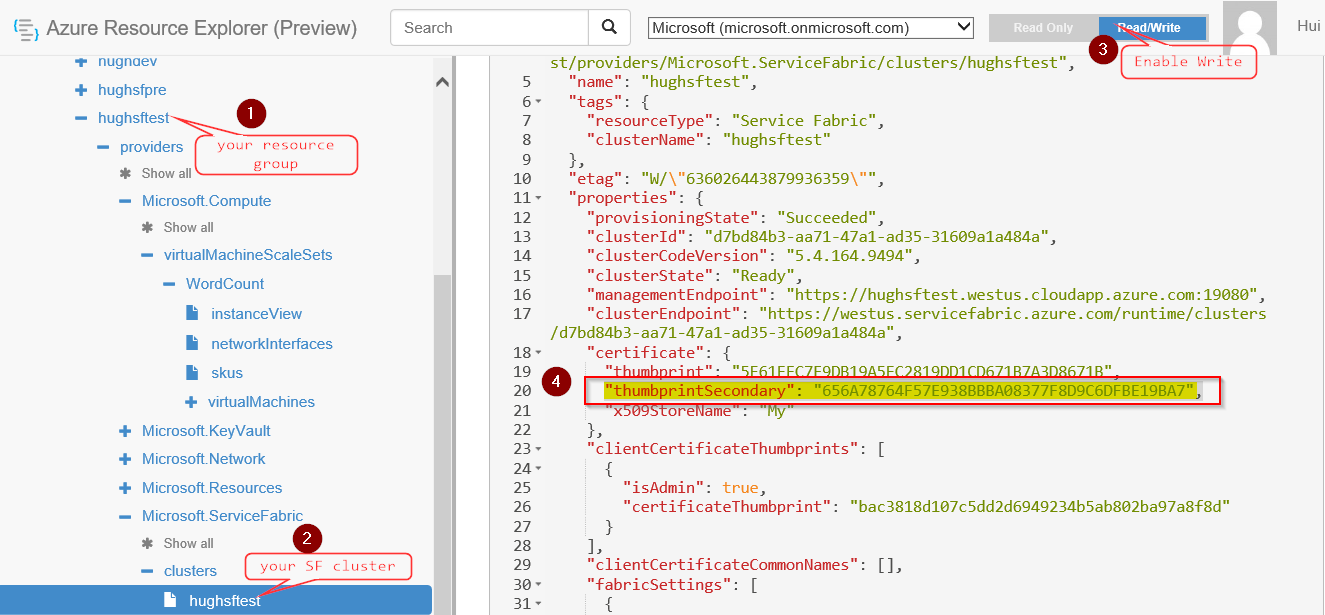 Azure Resource Explorer (Preview)
Search
Microsoft (microsoft.onmicrosoft.com)
Read Only
Read/Write
Hui
3
Enable Write
hughdev
hughsfpre
hughsftest
1
your resource
group
providers
Show all
Microsoft.Compute
Show all
virtualMachineScaleSets
WordCount
instanceView
networkInterfaces
skus
virtualMachines
Microsoft.KeyVault
Microsoft.Network
Microsoft.Resources
Microsoft.ServiceFabric
2
Show all
your SF cluster
clusters
hughsftest
st/providers/Microsoft.ServiceFabric/clusters/hughsftest",
5 "name": "hughsftest",
6 "tags": {
7 "resourceType": "Service Fabric",
8 "clusterName": "hughsftest"
9 },
10 "etag": "W/\"636026443879936359\"",
11 "properties": {
12 "provisioningState": "Succeeded",
13 "clusterId": "d7bd84b3-aa71-47a1-ad35-31609a1a484a",
14 "clusterCodeVersion": "5.4.164.9494",
15 "clusterState": "Ready",
16 "managementEndpoint": "https://hughsftest.westus.cloudapp.azure.com:19080",
17 "clusterEndpoint": "https://westus.servicefabric.azure.com/runtime/clusters
/d7bd84b3-aa71-47a1-ad35-31609a1a484a",
18 "certificate": {
19 "thumbprint": "5E61EEC7E9DB19A5EC2819DD1CD671B7A3D8671B",
4
20 "thumbprintSecondary": "656A78764F57E938BBBA08377F8D9C6DFBE19BA7",
21 "x509StoreName": "My"
22 },
23 "clientCertificateThumbprints": [
24 {
25 "isAdmin": true,
26 "certificateThumbprint": "bac3818d107c5dd2d6949234b5ab802ba97a8f8d"
27 }
28 ],
29 "clientCertificateCommonNames": [],
30 "fabricSettings": [
31 {